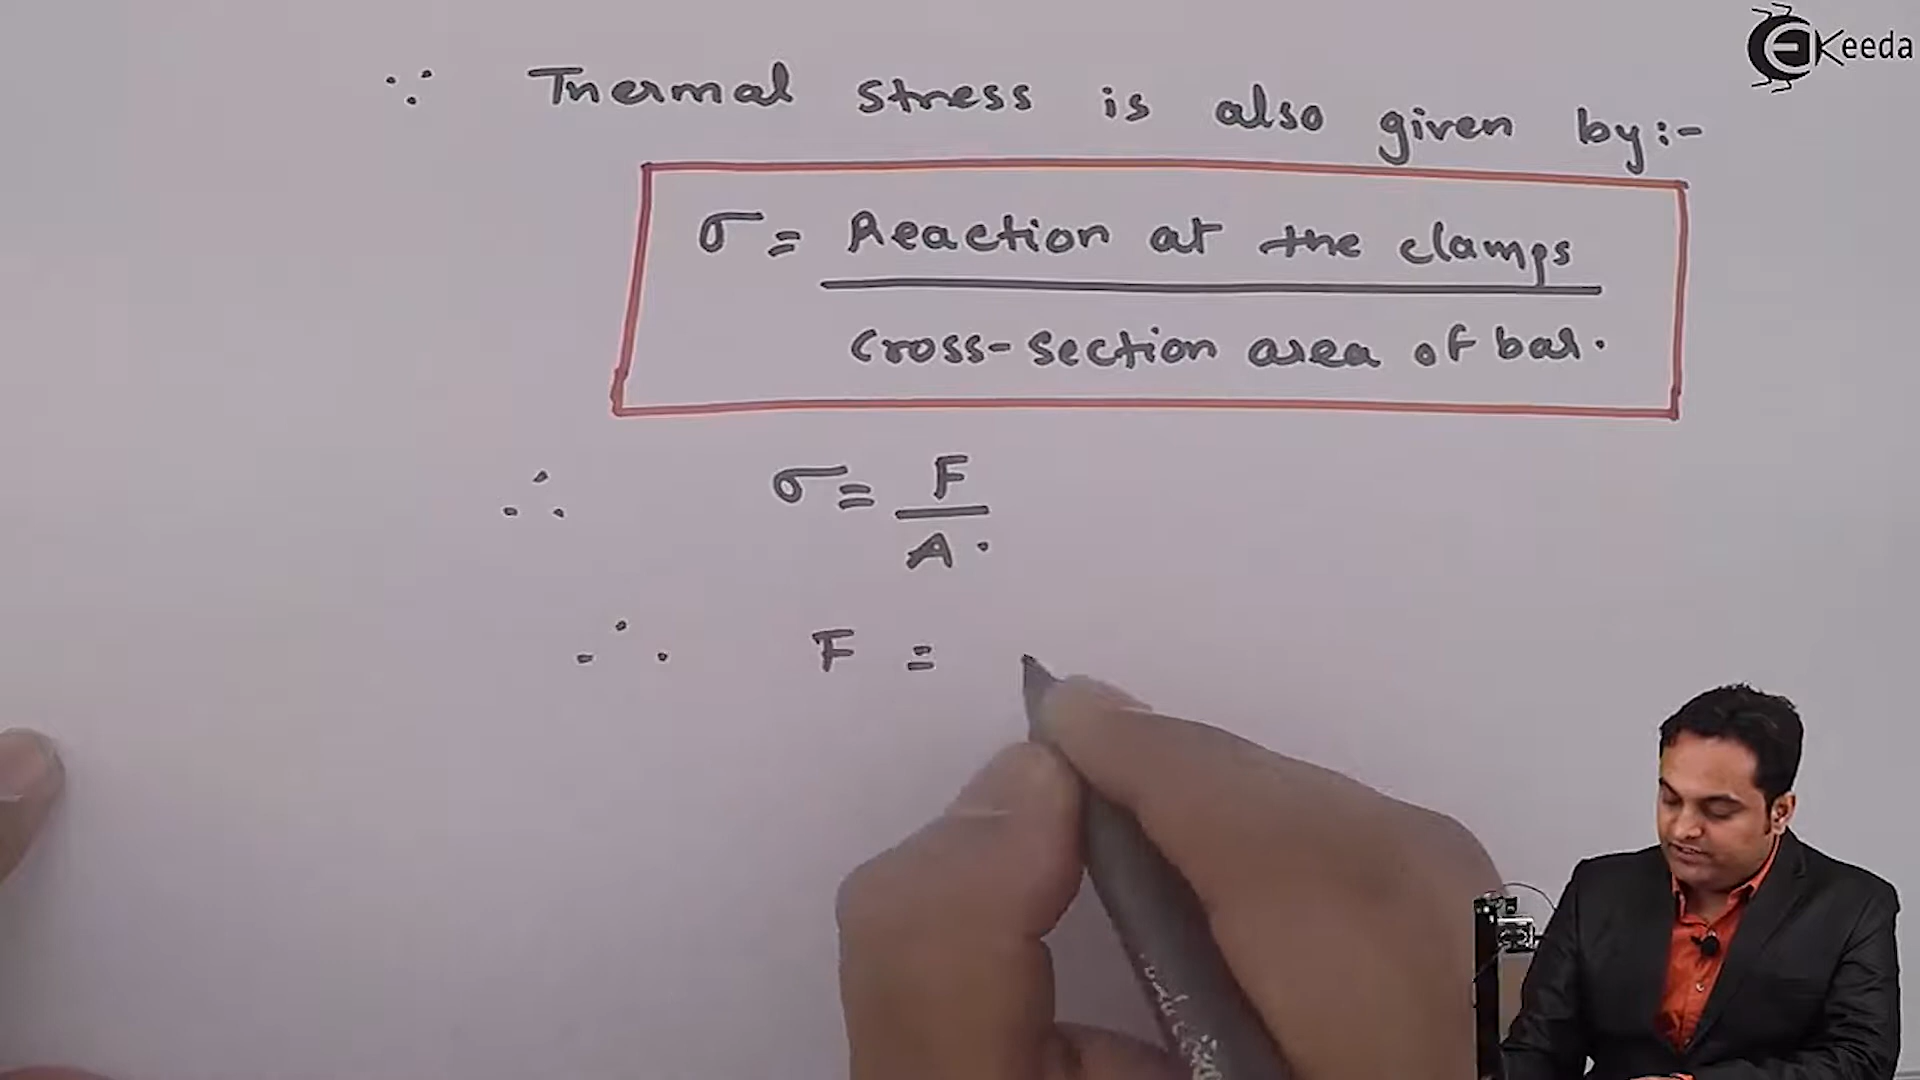 ∵ Thermal stress is also given by:-
σ = Reaction at the clamps
cross-section area of bar.
∴ σ = F
A.
∴ F =
Ekeeda